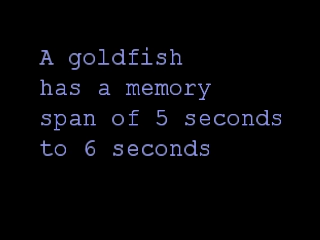 A goldfish
has a memory
span of 5 seconds
to 6 seconds